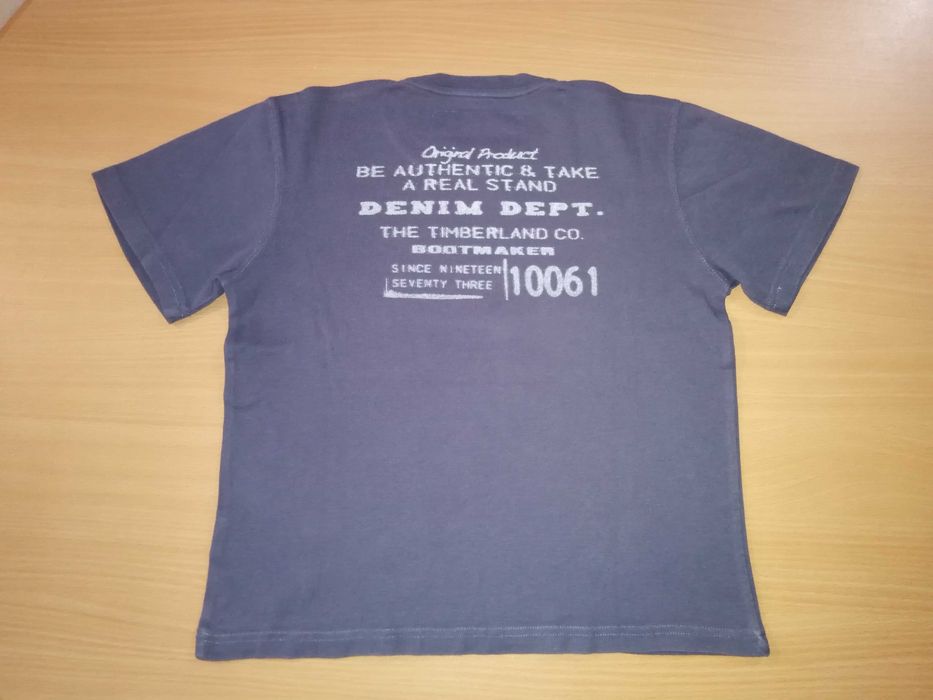 Original Product
BE AUTHENTIC & TAKE
A REAL STAND
DENIM DEPT.
THE TIMBERLAND CO.
BOOTMAKER
SINCE NINETEEN
SEVENTY THREE
10061